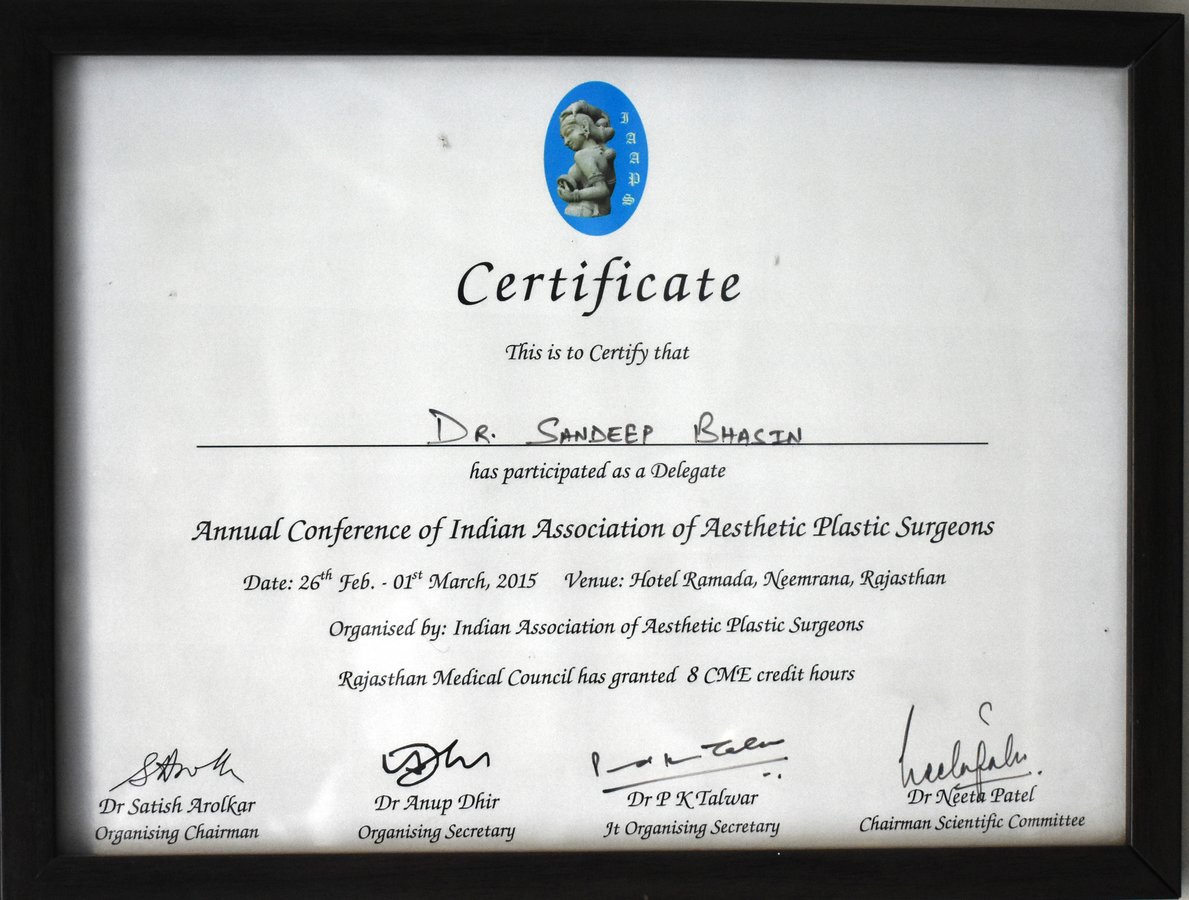 I
A
A
P
S
Certificate
This is to Certify that
DR. SANDEEP BHASIN
has participated as a Delegate
Annual Conference of Indian Association of Aesthetic Plastic Surgeons
Date: 26th Feb. - 01st March, 2015 Venue: Hotel Ramada, Neemrana, Rajasthan
Organised by: Indian Association of Aesthetic Plastic Surgeons
Rajasthan Medical Council has granted 8 CME credit hours
Dr Satish Arolkar Dr Anup Dhir Dr P K Talwar Dr Neeta Patel
Organising Chairman Organising Secretary Jt Organising Secretary Chairman Scientific Committee